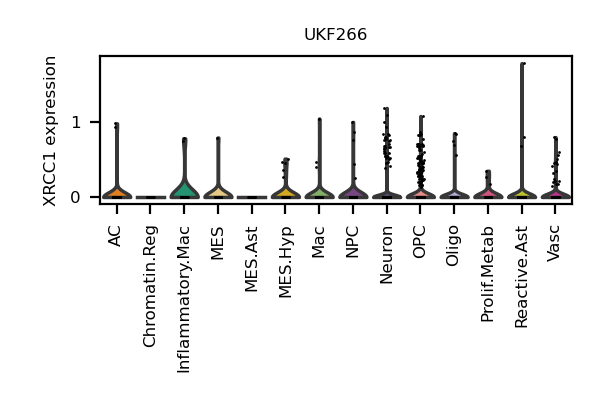 UKF266
XRCC1 expression
1
0
AC
Chromatin.Reg
Inflammatory.Mac
MES
MES.Ast
MES.Hyp
Mac
NPC
Neuron
OPC
Oligo
Prolif.Metab
Reactive.Ast
Vasc